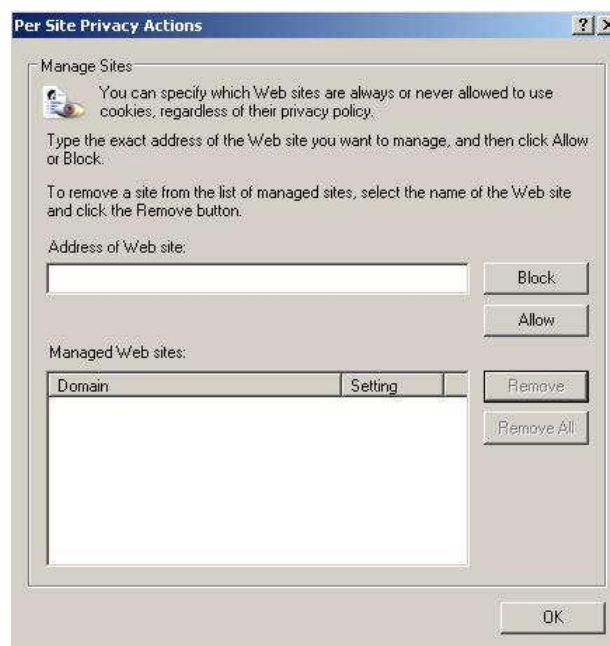 Per Site Privacy Actions
Manage Sites
You can specify which Web sites are always or never allowed to use
cookies, regardless of their privacy policy.
Type the exact address of the Web site you want to manage, and then click Allow
or Block.
To remove a site from the list of managed sites, select the name of the Web site
and click the Remove button.
Address of Web site:
Block
Allow
Managed Web sites:
Domain Setting
Remove
Remove All
OK